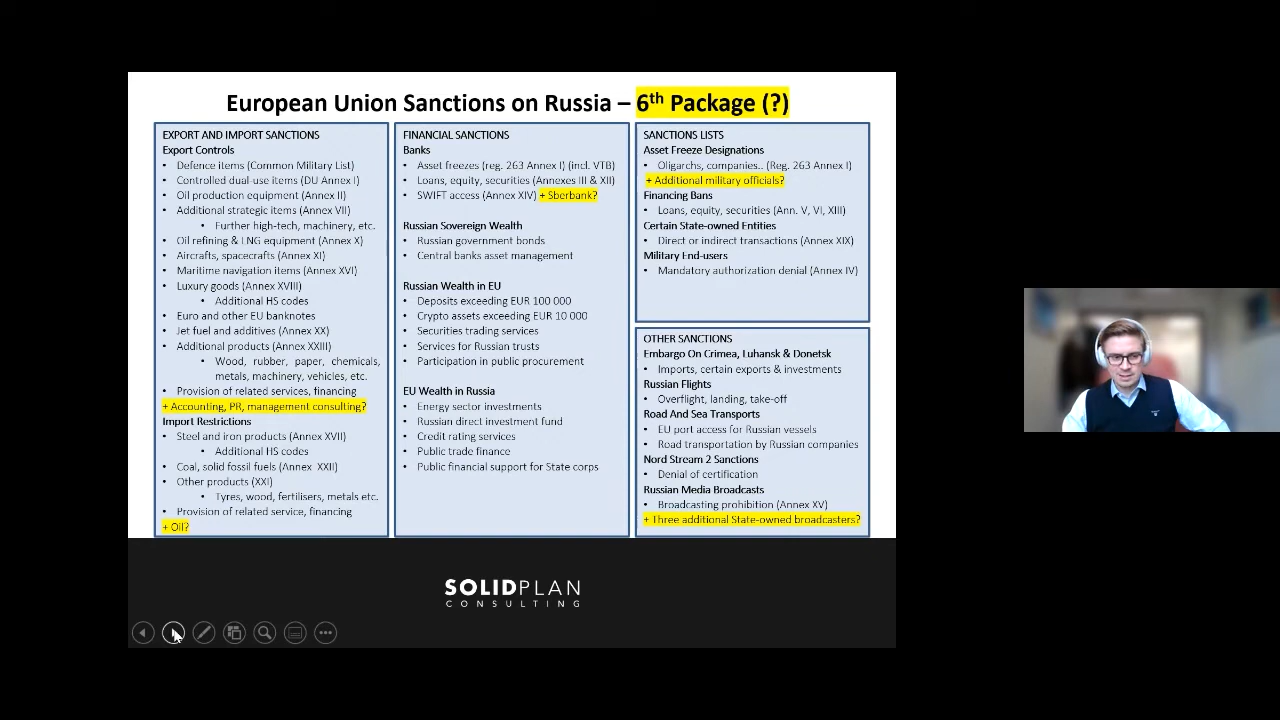 European Union Sanctions on Russia – 6th Package (?)
EXPORT AND IMPORT SANCTIONS
Export Controls
• Defence items (Common Military List)
• Controlled dual-use items (DU Annex I)
• Oil production equipment (Annex II)
• Additional strategic items (Annex VII)
• Further high-tech, machinery, etc.
• Oil refining & LNG equipment (Annex X)
• Aircrafts, spacecrafts (Annex XI)
• Maritime navigation items (Annex XVI)
• Luxury goods (Annex XVIII)
• Additional HS codes
• Euro and other EU banknotes
• Jet fuel and additives (Annex XX)
• Additional products (Annex XXIII)
• Wood, rubber, paper, chemicals,
metals, machinery, vehicles, etc.
• Provision of related services, financing
+ Accounting, PR, management consulting?
Import Restrictions
• Steel and iron products (Annex XVII)
• Additional HS codes
• Coal, solid fossil fuels (Annex XXII)
• Other products (XXI)
• Tyres, wood, fertilisers, metals etc.
• Provision of related service, financing
+ Oil?
FINANCIAL SANCTIONS
Banks
• Asset freezes (reg. 263 Annex I) (incl. VTB)
• Loans, equity, securities (Annexes III & XII)
• SWIFT access (Annex XIV) + Sberbank?
Russian Sovereign Wealth
• Russian government bonds
• Central banks asset management
Russian Wealth in EU
• Deposits exceeding EUR 100 000
• Crypto assets exceeding EUR 10 000
• Securities trading services
• Services for Russian trusts
• Participation in public procurement
EU Wealth in Russia
• Energy sector investments
• Russian direct investment fund
• Credit rating services
• Public trade finance
• Public financial support for State corps
SANCTIONS LISTS
Asset Freeze Designations
• Oligarchs, companies.. (Reg. 263 Annex I)
+ Additional military officials?
Financing Bans
• Loans, equity, securities (Ann. V, VI, XIII)
Certain State-owned Entities
• Direct or indirect transactions (Annex XIX)
Military End-users
• Mandatory authorization denial (Annex IV)
OTHER SANCTIONS
Embargo On Crimea, Luhansk & Donetsk
• Imports, certain exports & investments
Russian Flights
• Overflight, landing, take-off
Road And Sea Transports
• EU port access for Russian vessels
• Road transportation by Russian companies
Nord Stream 2 Sanctions
• Denial of certification
Russian Media Broadcasts
• Broadcasting prohibition (Annex XV)
+ Three additional State-owned broadcasters?
SOLIDPLAN
CONSULTING